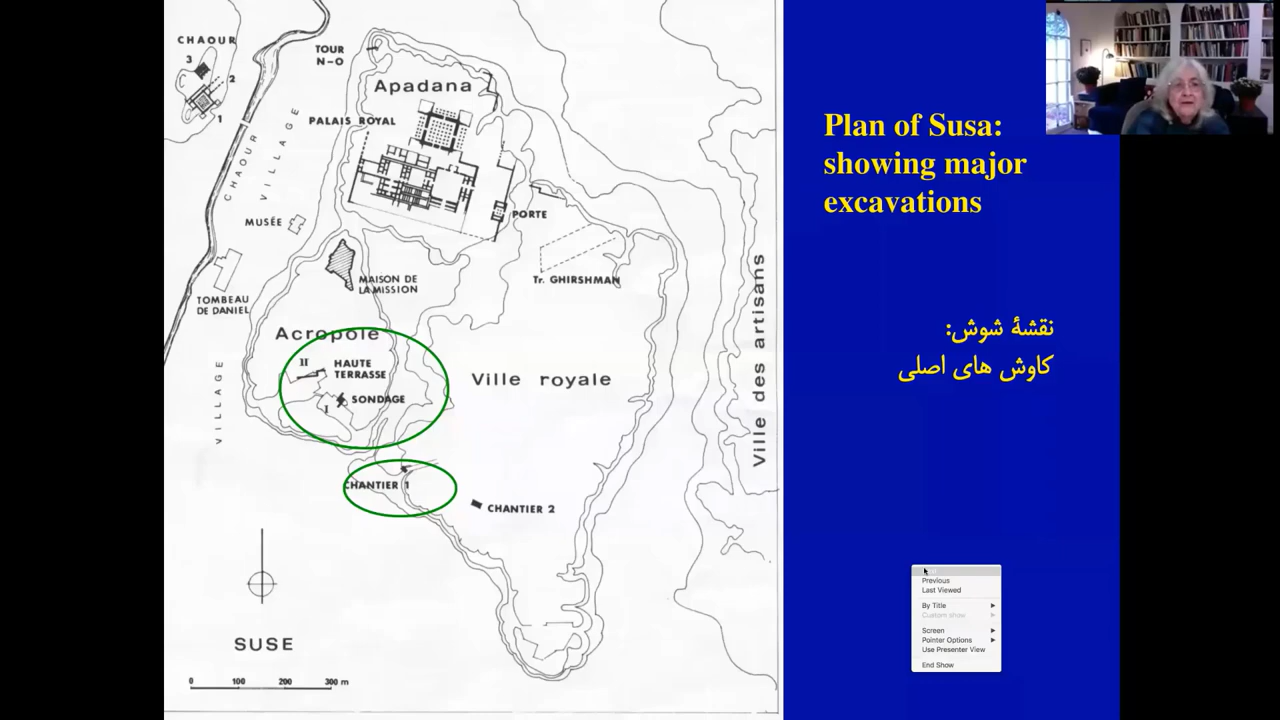 CHAOUR
3
2
1
TOUR
N-O
Apadana
PALAIS ROYAL
CHAOUR
VILLAGE
MUSÉE
PORTE
Tr. GHIRSHMAN
MAISON DE
LA MISSION
TOMBEAU
DE DANIEL
Acropole
II
HAUTE
TERRASSE
SONDAGE
I
Ville royale
Ville des artisans
VILLAGE
CHANTIER 1
CHANTIER 2
SUSE
0 100 200 300 m
Plan of Susa:
showing major
excavations
نقشهٔ شوش:
کاوش های اصلی
Previous
Last Viewed
By Title
Custom show
Screen
Pointer Options
Use Presenter View
End Show